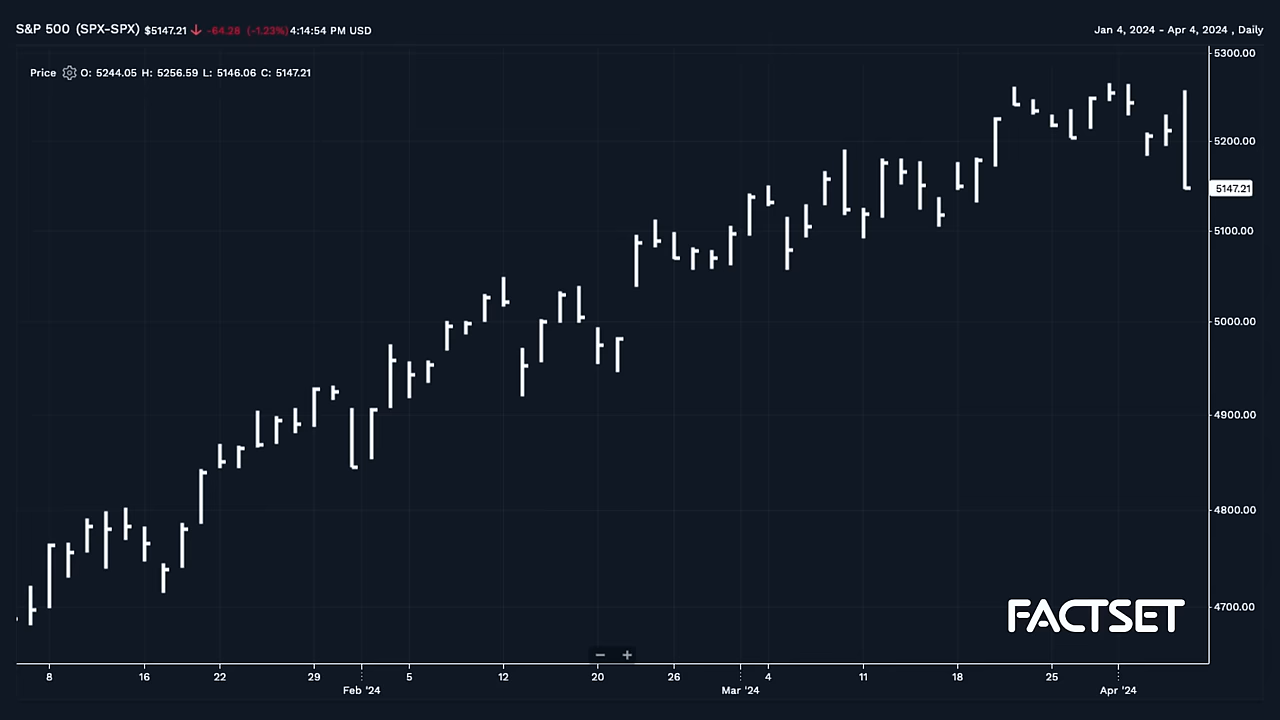 S&P 500 (SPX-SPX) $5147.21 ↓ -64.28 (-1.23%) 4:14:54 PM USD
Jan 4, 2024 - Apr 4, 2024 , Daily
Price O: 5244.05 H: 5256.59 L: 5146.06 C: 5147.21
5300.00
5200.00
5147.21
5100.00
5000.00
4900.00
4800.00
4700.00
FACTSET
− +
8 16 22 29 5 12 20 26 4 11 18 25
Feb '24 Mar '24 Apr '24